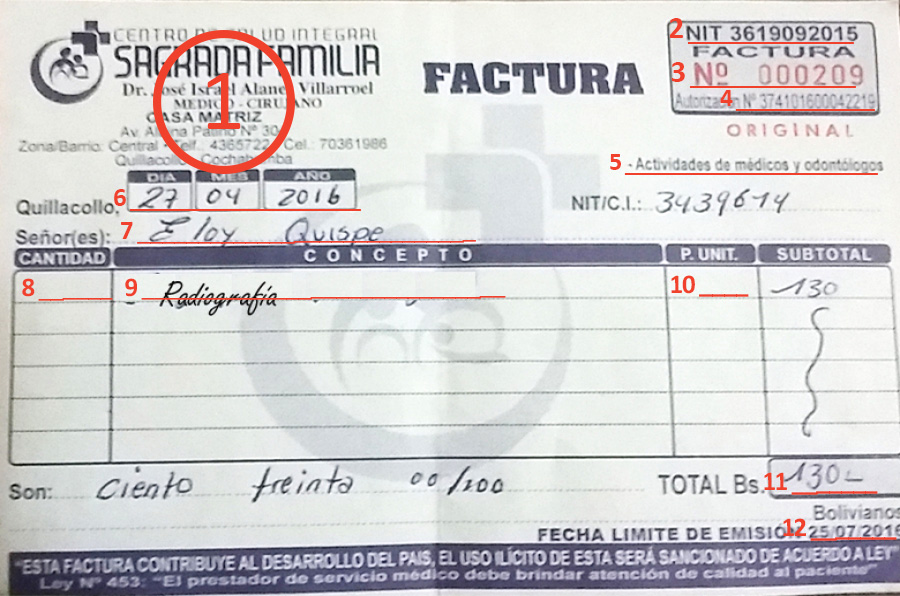 CENTRO DE SALUD INTEGRAL
SAGRADA FAMILIA
Dr. José Israel Alanes Villarroel
MEDICO - CIRUJANO
CASA MATRIZ
Av. Patiño Nº 30
Zona/Barrio: Central - Telf.: 4365722 Cel.: 70361986
Quillacollo - Cochabamba
1
FACTURA
2 NIT 3619092015
FACTURA
3 Nº 000209
4 Autorización Nº 374101600042219
ORIGINAL
5 - Actividades de médicos y odontólogos
DIA MES AÑO
Quillacollo, 6 27 04 2016
NIT/C.I.: 3439614
Señor(es): 7 Eloy Quispe
CANTIDAD CONCEPTO P. UNIT. SUBTOTAL
8 9 Radiografía 10 130
Son: Ciento treinta 00/100 TOTAL Bs. 11 130
Bolivianos
FECHA LIMITE DE EMISIÓN 12 25/07/2016
"ESTA FACTURA CONTRIBUYE AL DESARROLLO DEL PAIS, EL USO ILÍCITO DE ESTA SERÁ SANCIONADO DE ACUERDO A LEY"
Ley Nº 453: "El prestador de servicio médico debe brindar atención de calidad al paciente"